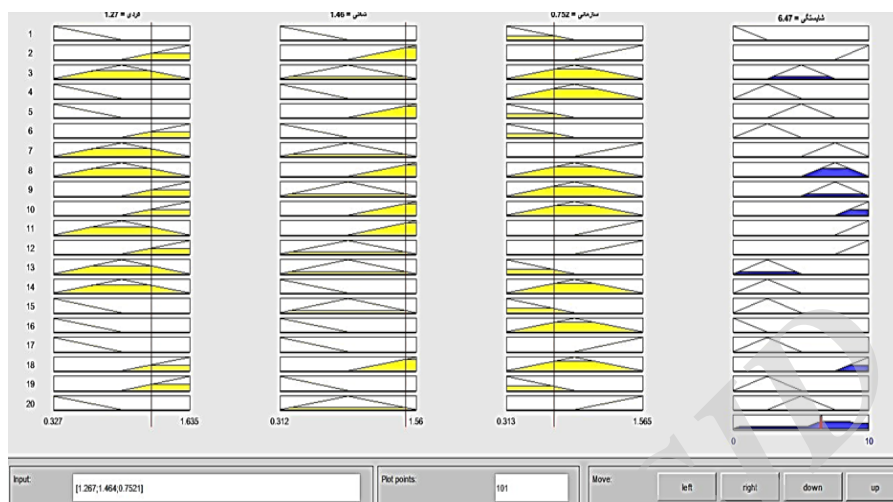 فردی = 1.27
شغلی = 1.46
سازمانی = 0.752
شایستگی = 6.47
1
2
3
4
5
6
7
8
9
10
11
12
13
14
15
16
17
18
19
20
0.327 1.635
0.312 1.56
0.313 1.565
0 10
Input:
[1.267;1.464;0.7521]
Plot points:
101
Move:
left
right
down
up